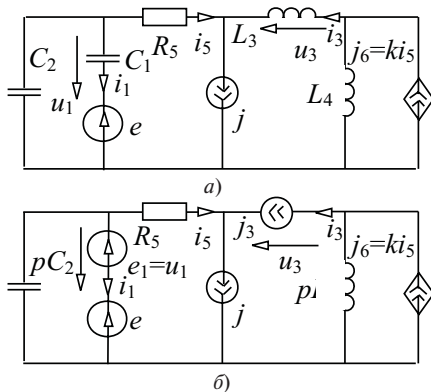 R₅ i₅ L₃ u₃ i₃ j₆=ki₅
C₂ u₁ C₁ i₁ e j L₄
а)
R₅ i₅ j₃ u₃ i₃ j₆=ki₅
pC₂ e₁=u₁ i₁ e j
б)